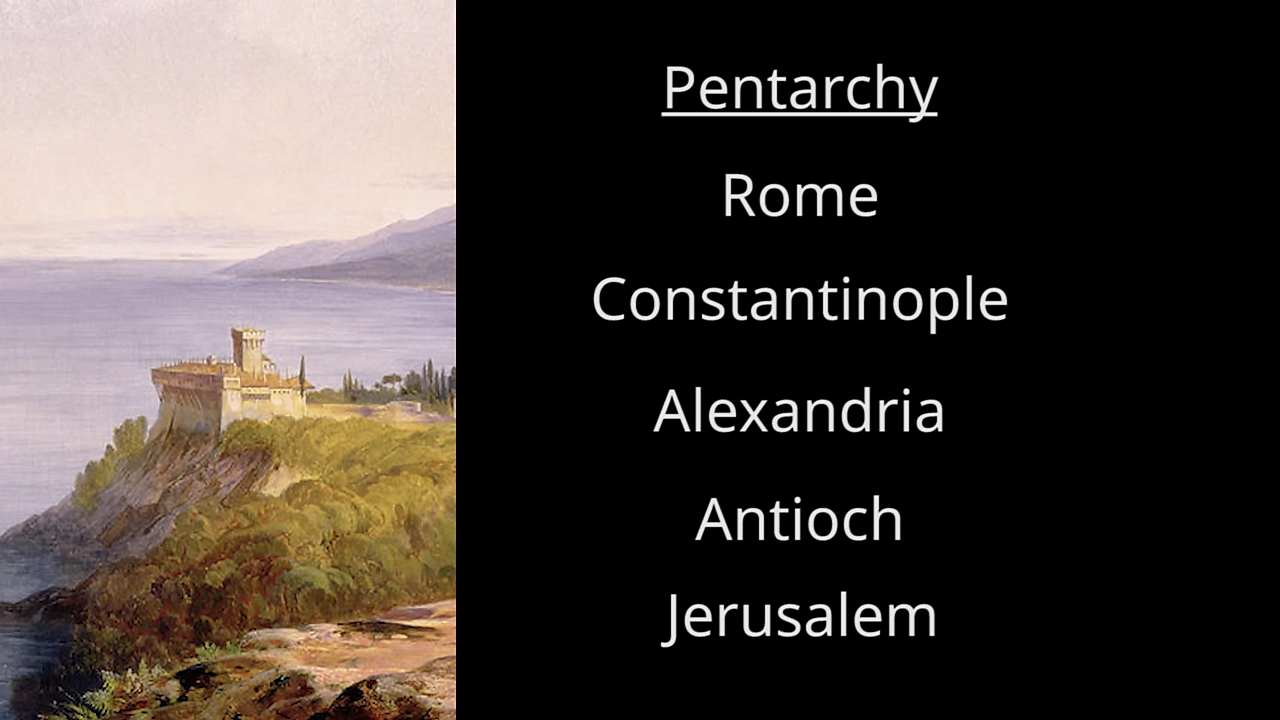 Pentarchy
Rome
Constantinople
Alexandria
Antioch
Jerusalem